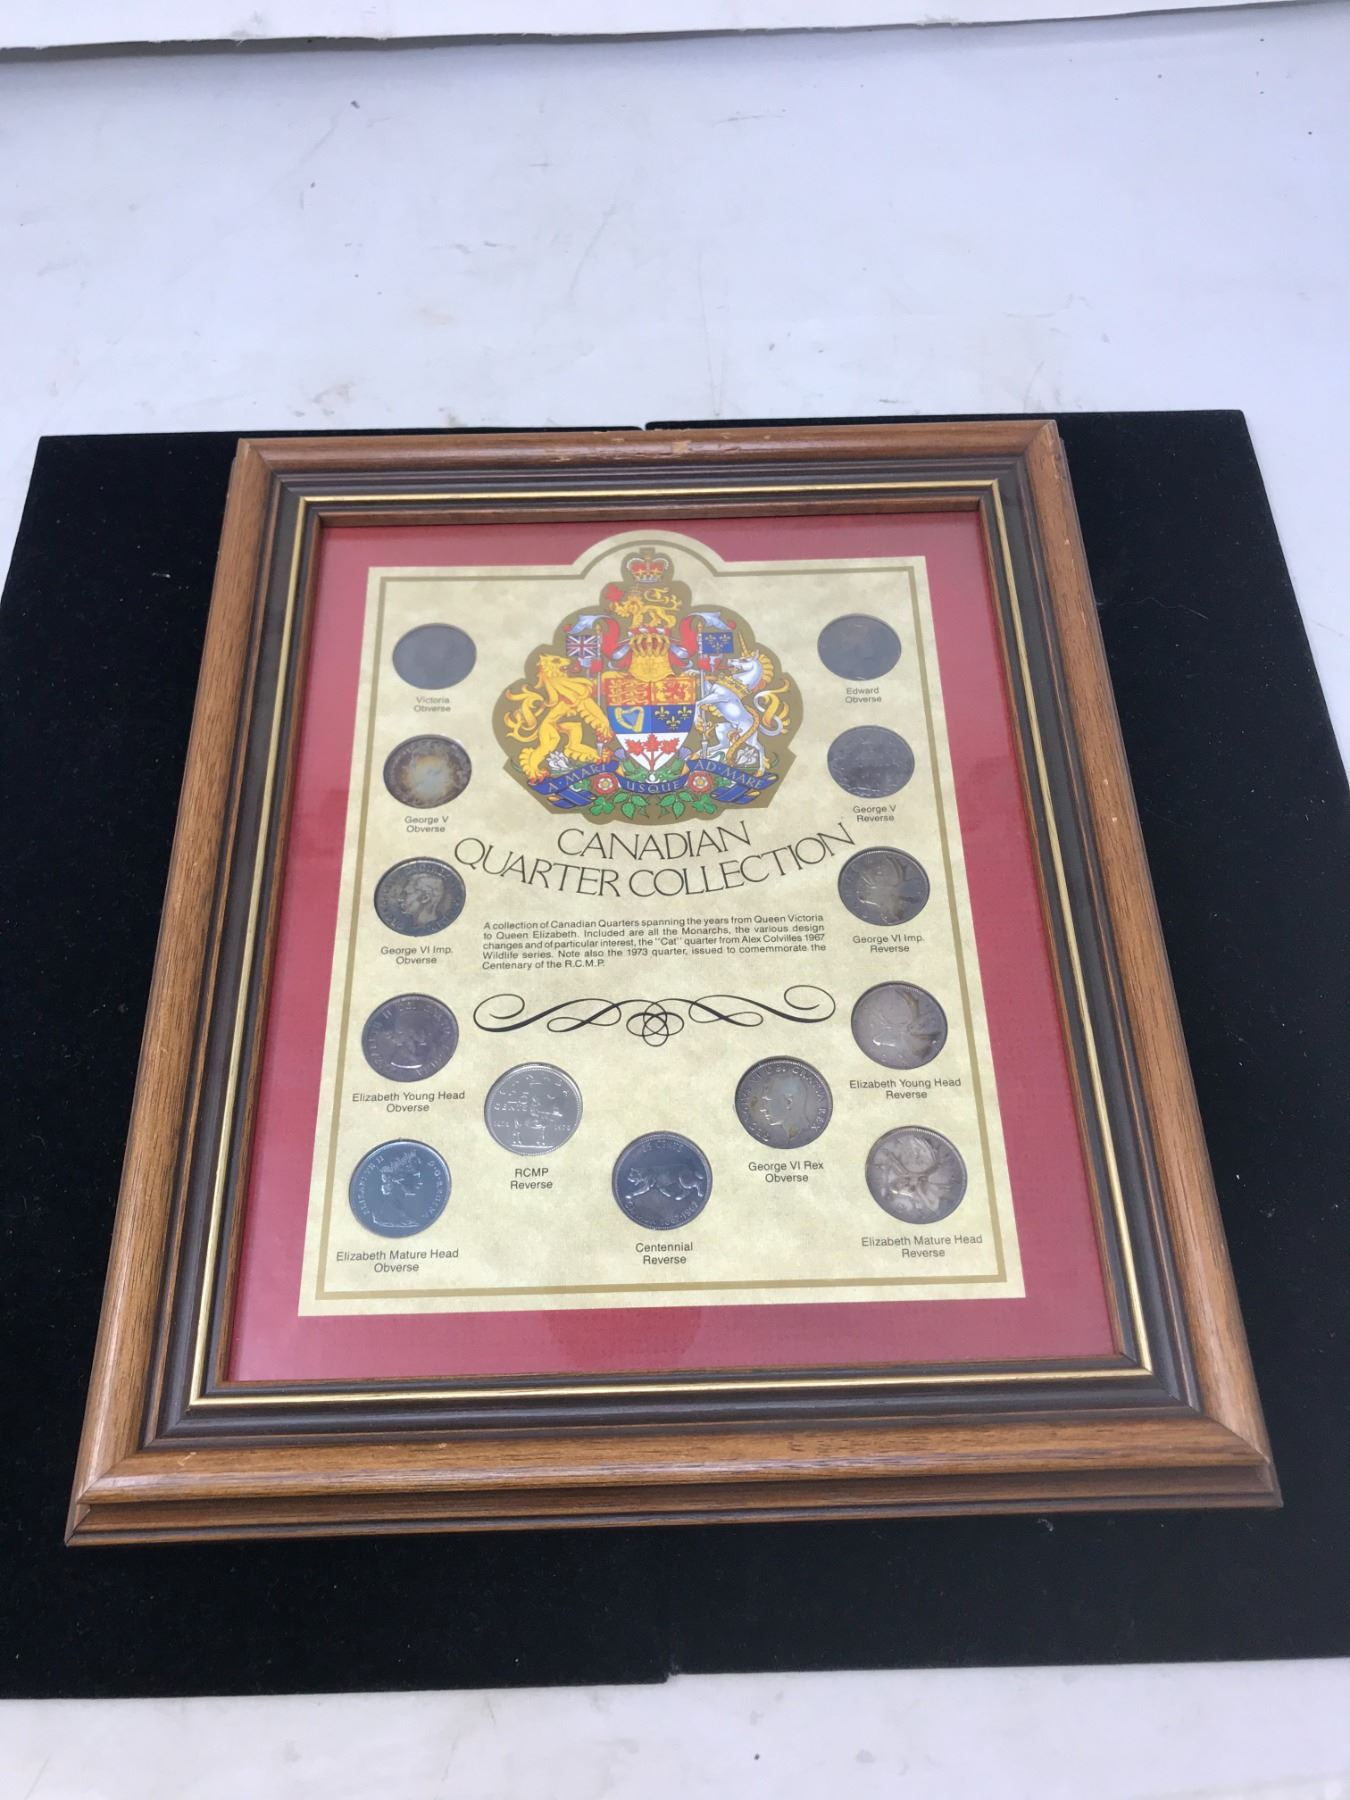 A·MARI USQUE AD·MARE
CANADIAN
QUARTER COLLECTION
A collection of Canadian Quarters spanning the years from Queen Victoria
to Queen Elizabeth. Included are all the Monarchs, the various design
changes and of particular interest, the "Cat" quarter from Alex Colvilles 1967
Wildlife series. Note also the 1973 quarter, issued to comemorate the
Centenary of the R.C.M.P.
Victoria
Obverse
Edward
Obverse
George V
Obverse
George V
Reverse
George VI Imp.
Obverse
George VI Imp.
Reverse
Elizabeth Young Head
Obverse
Elizabeth Young Head
Reverse
RCMP
Reverse
George VI Rex
Obverse
Elizabeth Mature Head
Obverse
Centennial
Reverse
Elizabeth Mature Head
Reverse
ELIZABETH II D·G·REGINA